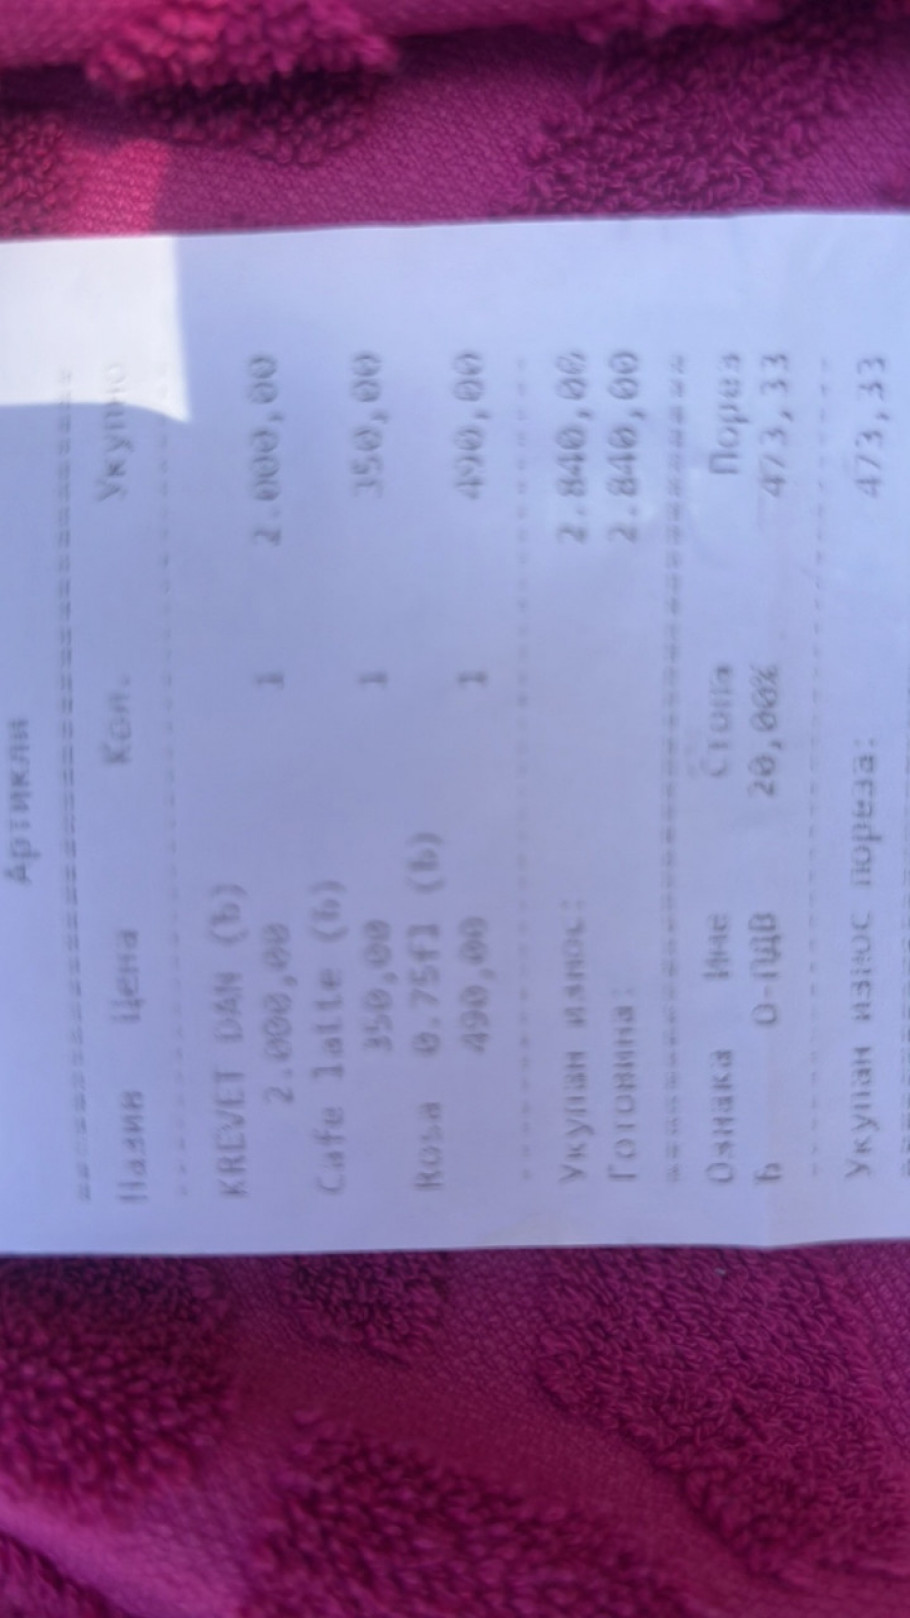 Артикли
========================================
Назив Цена Кол. Укупно
----------------------------------------
KREVET DAN (Ђ)
2.000,00 1 2.000,00
Cafe latte (Ђ)
350,00 1 350,00
Rosa 0.75fl (Ђ)
490,00 1 490,00
----------------------------------------
Укупан износ: 2.840,00
Готовина: 2.840,00
========================================
Ознака Име Стопа Порез
Ђ О-ПДВ 20,00% 473,33
----------------------------------------
Укупан износ пореза: 473,33
========================================